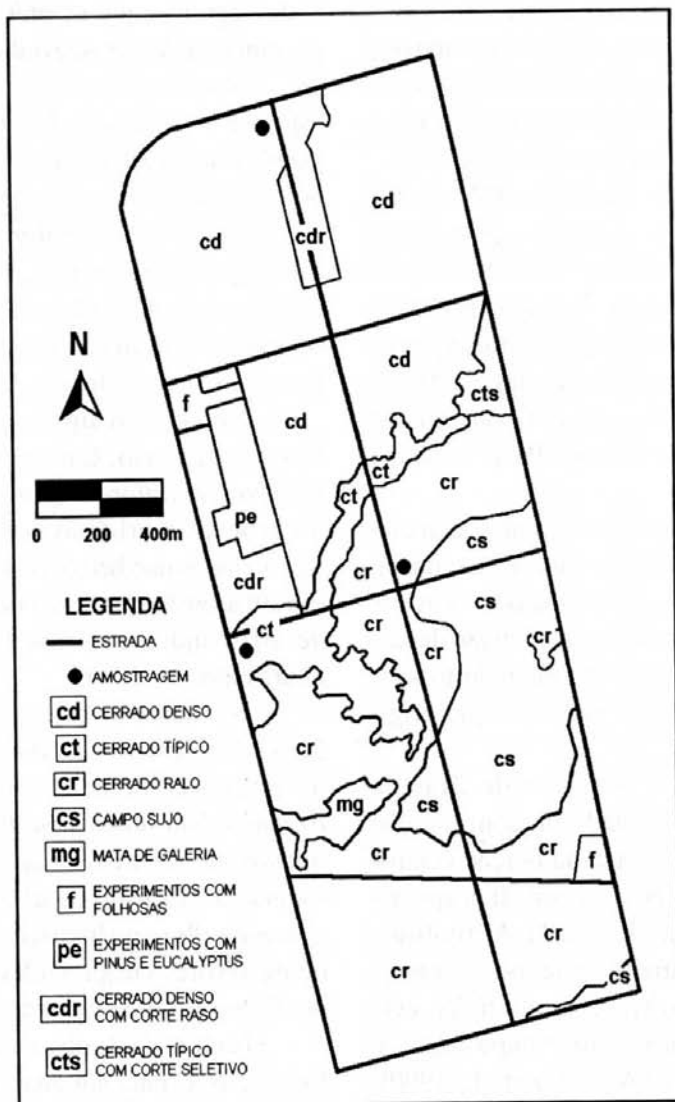 cd
cd
cdr
cd
N
f
cd
cts
ct
ct
cr
pe
cs
0 200 400m
cdr
cr
cs
LEGENDA
ct
cr
cr
cr
ESTRADA
AMOSTRAGEM
cd CERRADO DENSO
ct CERRADO TÍPICO
cr
cs
cr CERRADO RALO
cs CAMPO SUJO
mg
cs
mg MATA DE GALERIA
cr
cr
f
f EXPERIMENTOS COM
FOLHOSAS
pe EXPERIMENTOS COM
PINUS E EUCALYPTUS
cr
cr
cs
cdr CERRADO DENSO
COM CORTE RASO
cts CERRADO TÍPICO
COM CORTE SELETIVO